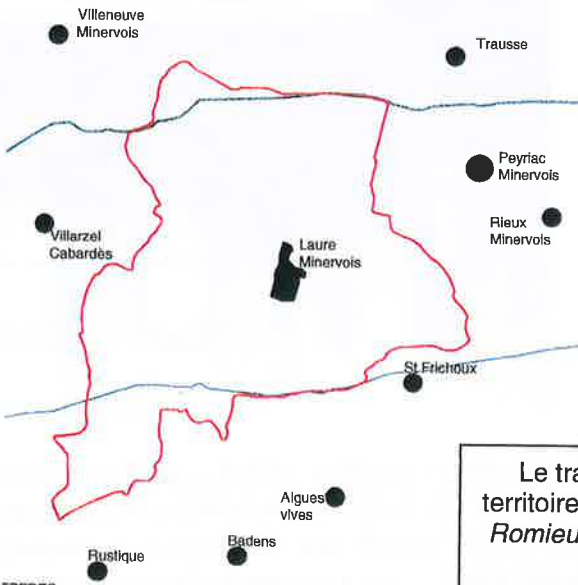 Villeneuve
Minervois
Trausse
Peyriac
Minervois
Rieux
Minervois
Villarzel
Cabardès
Laure
Minervois
St Frichoux
Le tra
territoire
Romieu
Aigues
vives
Badens
Rustique